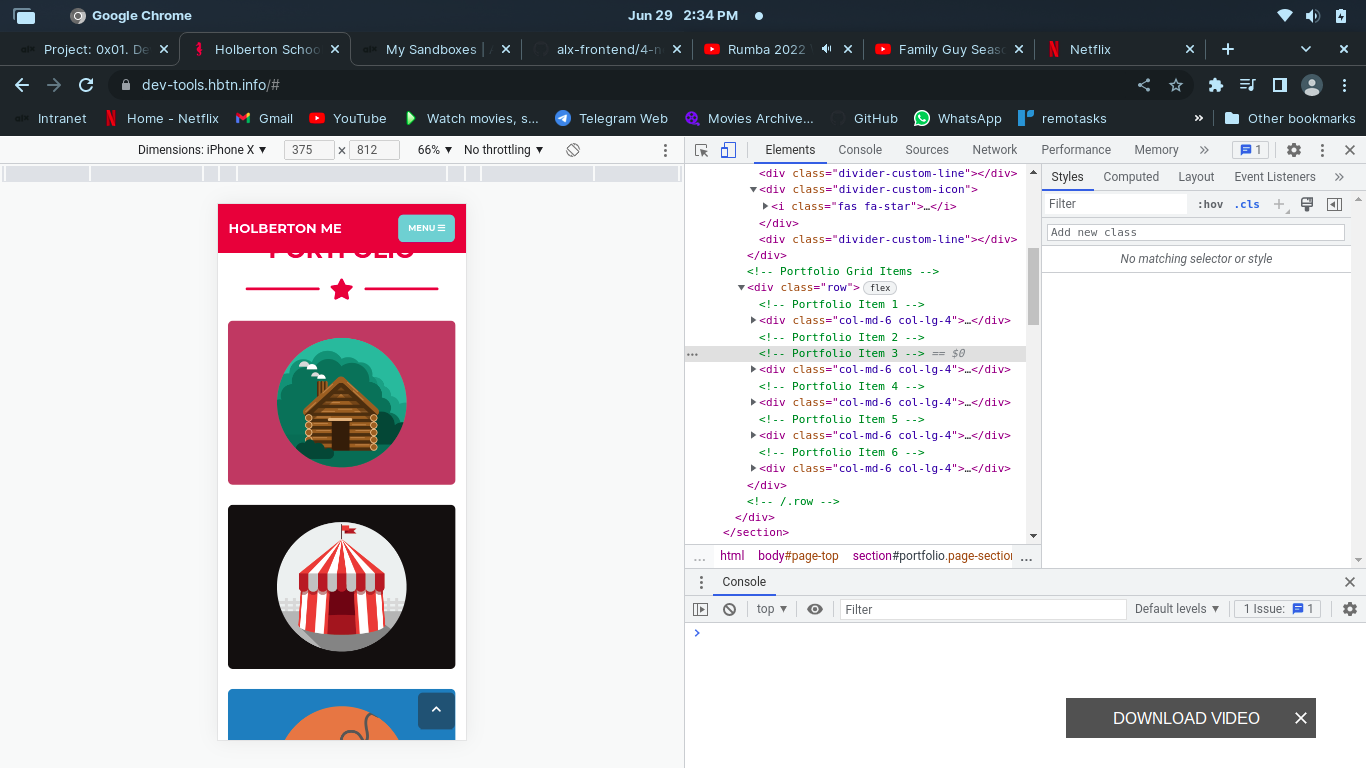 Google Chrome
Jun 29 2:34 PM
Project: 0x01. De
Holberton Schoo
My Sandboxes |
alx-frontend/4-n
Rumba 2022
Family Guy Seas
Netflix
dev-tools.hbtn.info/#
Intranet
Home - Netflix
Gmail
YouTube
Watch movies, s...
Telegram Web
Movies Archive...
GitHub
WhatsApp
remotasks
»
Other bookmarks
Dimensions: iPhone X ▼ 375 × 812 66% ▼ No throttling ▼
HOLBERTON ME
MENU
PORTFOLIO
Elements Console Sources Network Performance Memory » 1
<div class="divider-custom-line"></div>
▼<div class="divider-custom-icon">
▶<i class="fas fa-star">…</i>
</div>
<div class="divider-custom-line"></div>
</div>
<!-- Portfolio Grid Items -->
▼<div class="row"> flex
<!-- Portfolio Item 1 -->
▶<div class="col-md-6 col-lg-4">…</div>
<!-- Portfolio Item 2 -->
… <!-- Portfolio Item 3 --> == $0
▶<div class="col-md-6 col-lg-4">…</div>
<!-- Portfolio Item 4 -->
▶<div class="col-md-6 col-lg-4">…</div>
<!-- Portfolio Item 5 -->
▶<div class="col-md-6 col-lg-4">…</div>
<!-- Portfolio Item 6 -->
▶<div class="col-md-6 col-lg-4">…</div>
</div>
<!-- /.row -->
</div>
</section>
... html body#page-top section#portfolio.page-section ...
Styles Computed Layout Event Listeners »
Filter :hov .cls
Add new class
No matching selector or style
Console
top ▼ Filter Default levels ▼ 1 Issue: 1
DOWNLOAD VIDEO